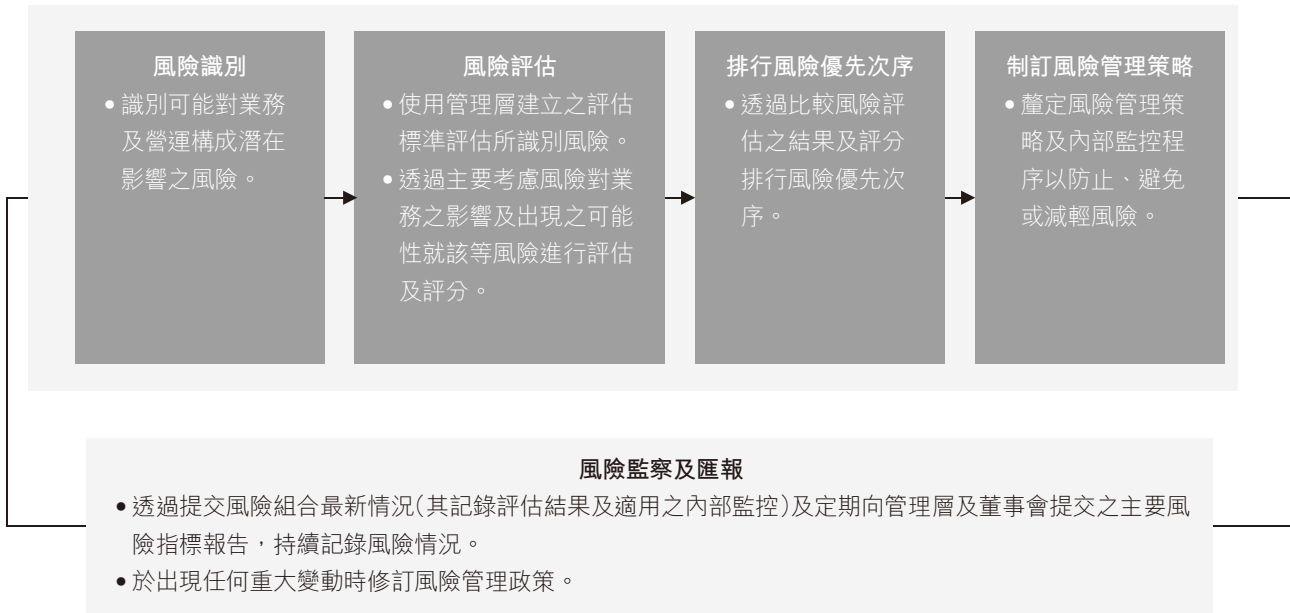 風險識別
• 識別可能對業務
及營運構成潛在
影響之風險。
風險評估
• 使用管理層建立之評估
標準評估所識別風險。
• 透過主要考慮風險對業
務之影響及出現之可能
性就該等風險進行評估
及評分。
排行風險優先次序
• 透過比較風險評
估之結果及評分
排行風險優先次
序。
制訂風險管理策略
• 釐定風險管理策
略及內部監控程
序以防止、避免
或減輕風險。
風險監察及匯報
• 透過提交風險組合最新情況(其記錄評估結果及適用之內部監控)及定期向管理層及董事會提交之主要風
險指標報告，持續記錄風險情況。
• 於出現任何重大變動時修訂風險管理政策。